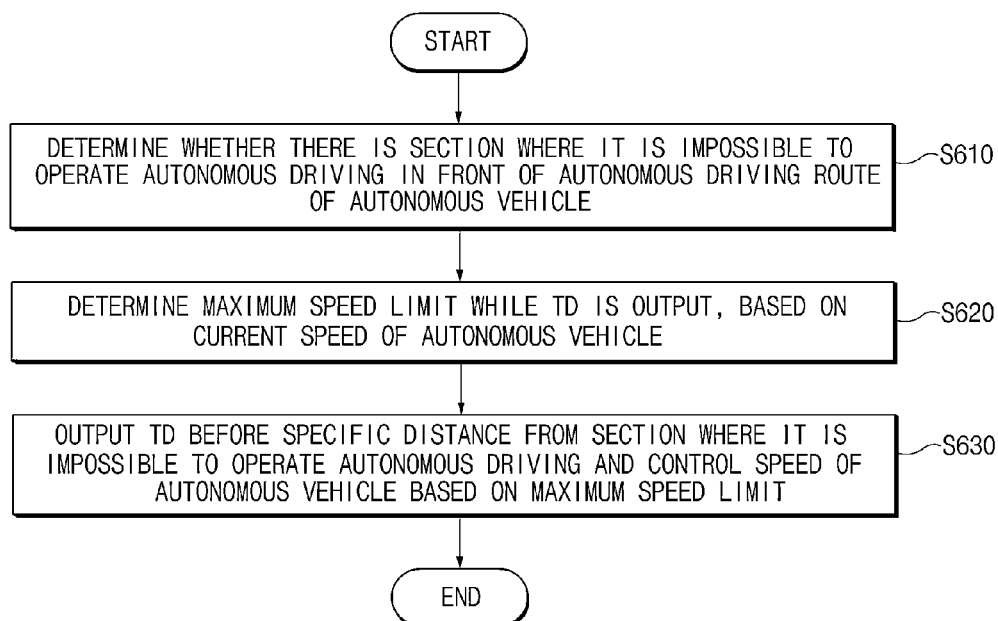 START
DETERMINE WHETHER THERE IS SECTION WHERE IT IS IMPOSSIBLE TO
OPERATE AUTONOMOUS DRIVING IN FRONT OF AUTONOMOUS DRIVING ROUTE
OF AUTONOMOUS VEHICLE
S610
DETERMINE MAXIMUM SPEED LIMIT WHILE TD IS OUTPUT, BASED ON
CURRENT SPEED OF AUTONOMOUS VEHICLE
S620
OUTPUT TD BEFORE SPECIFIC DISTANCE FROM SECTION WHERE IT IS
IMPOSSIBLE TO OPERATE AUTONOMOUS DRIVING AND CONTROL SPEED OF
AUTONOMOUS VEHICLE BASED ON MAXIMUM SPEED LIMIT
S630
END